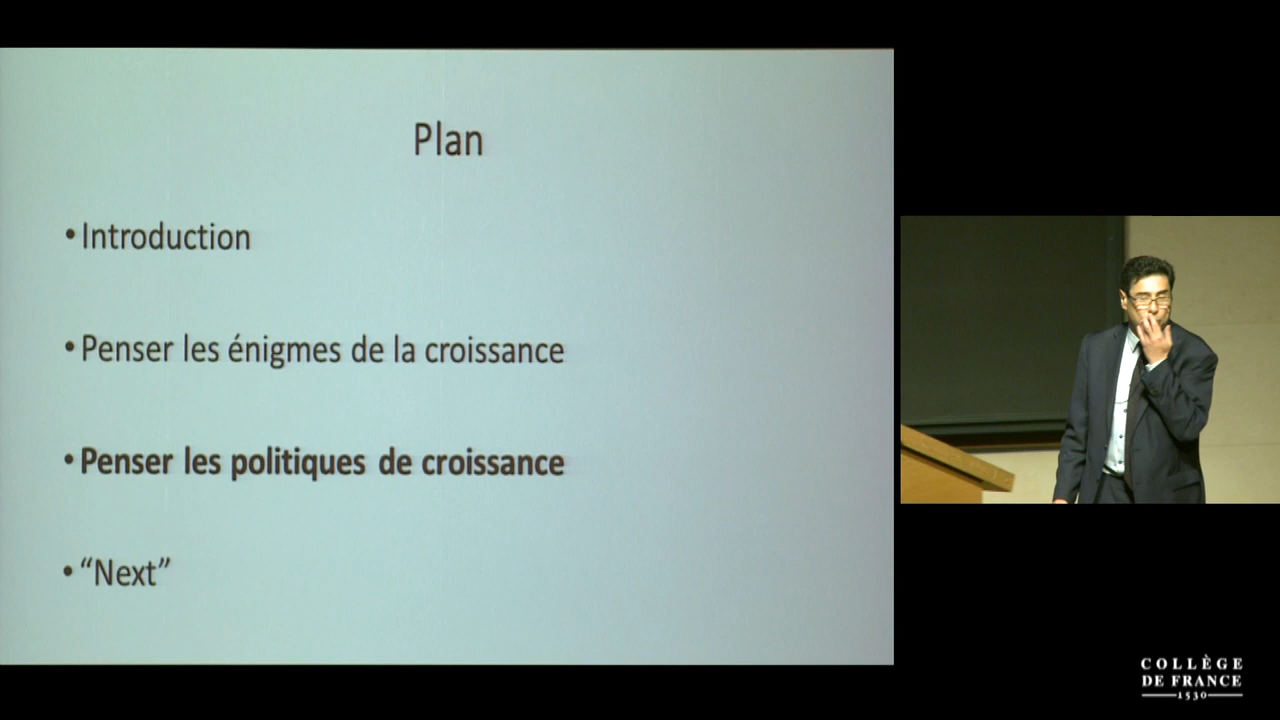 Plan
• Introduction
• Penser les énigmes de la croissance
• Penser les politiques de croissance
• “Next”
COLLÈGE
DE FRANCE
1530